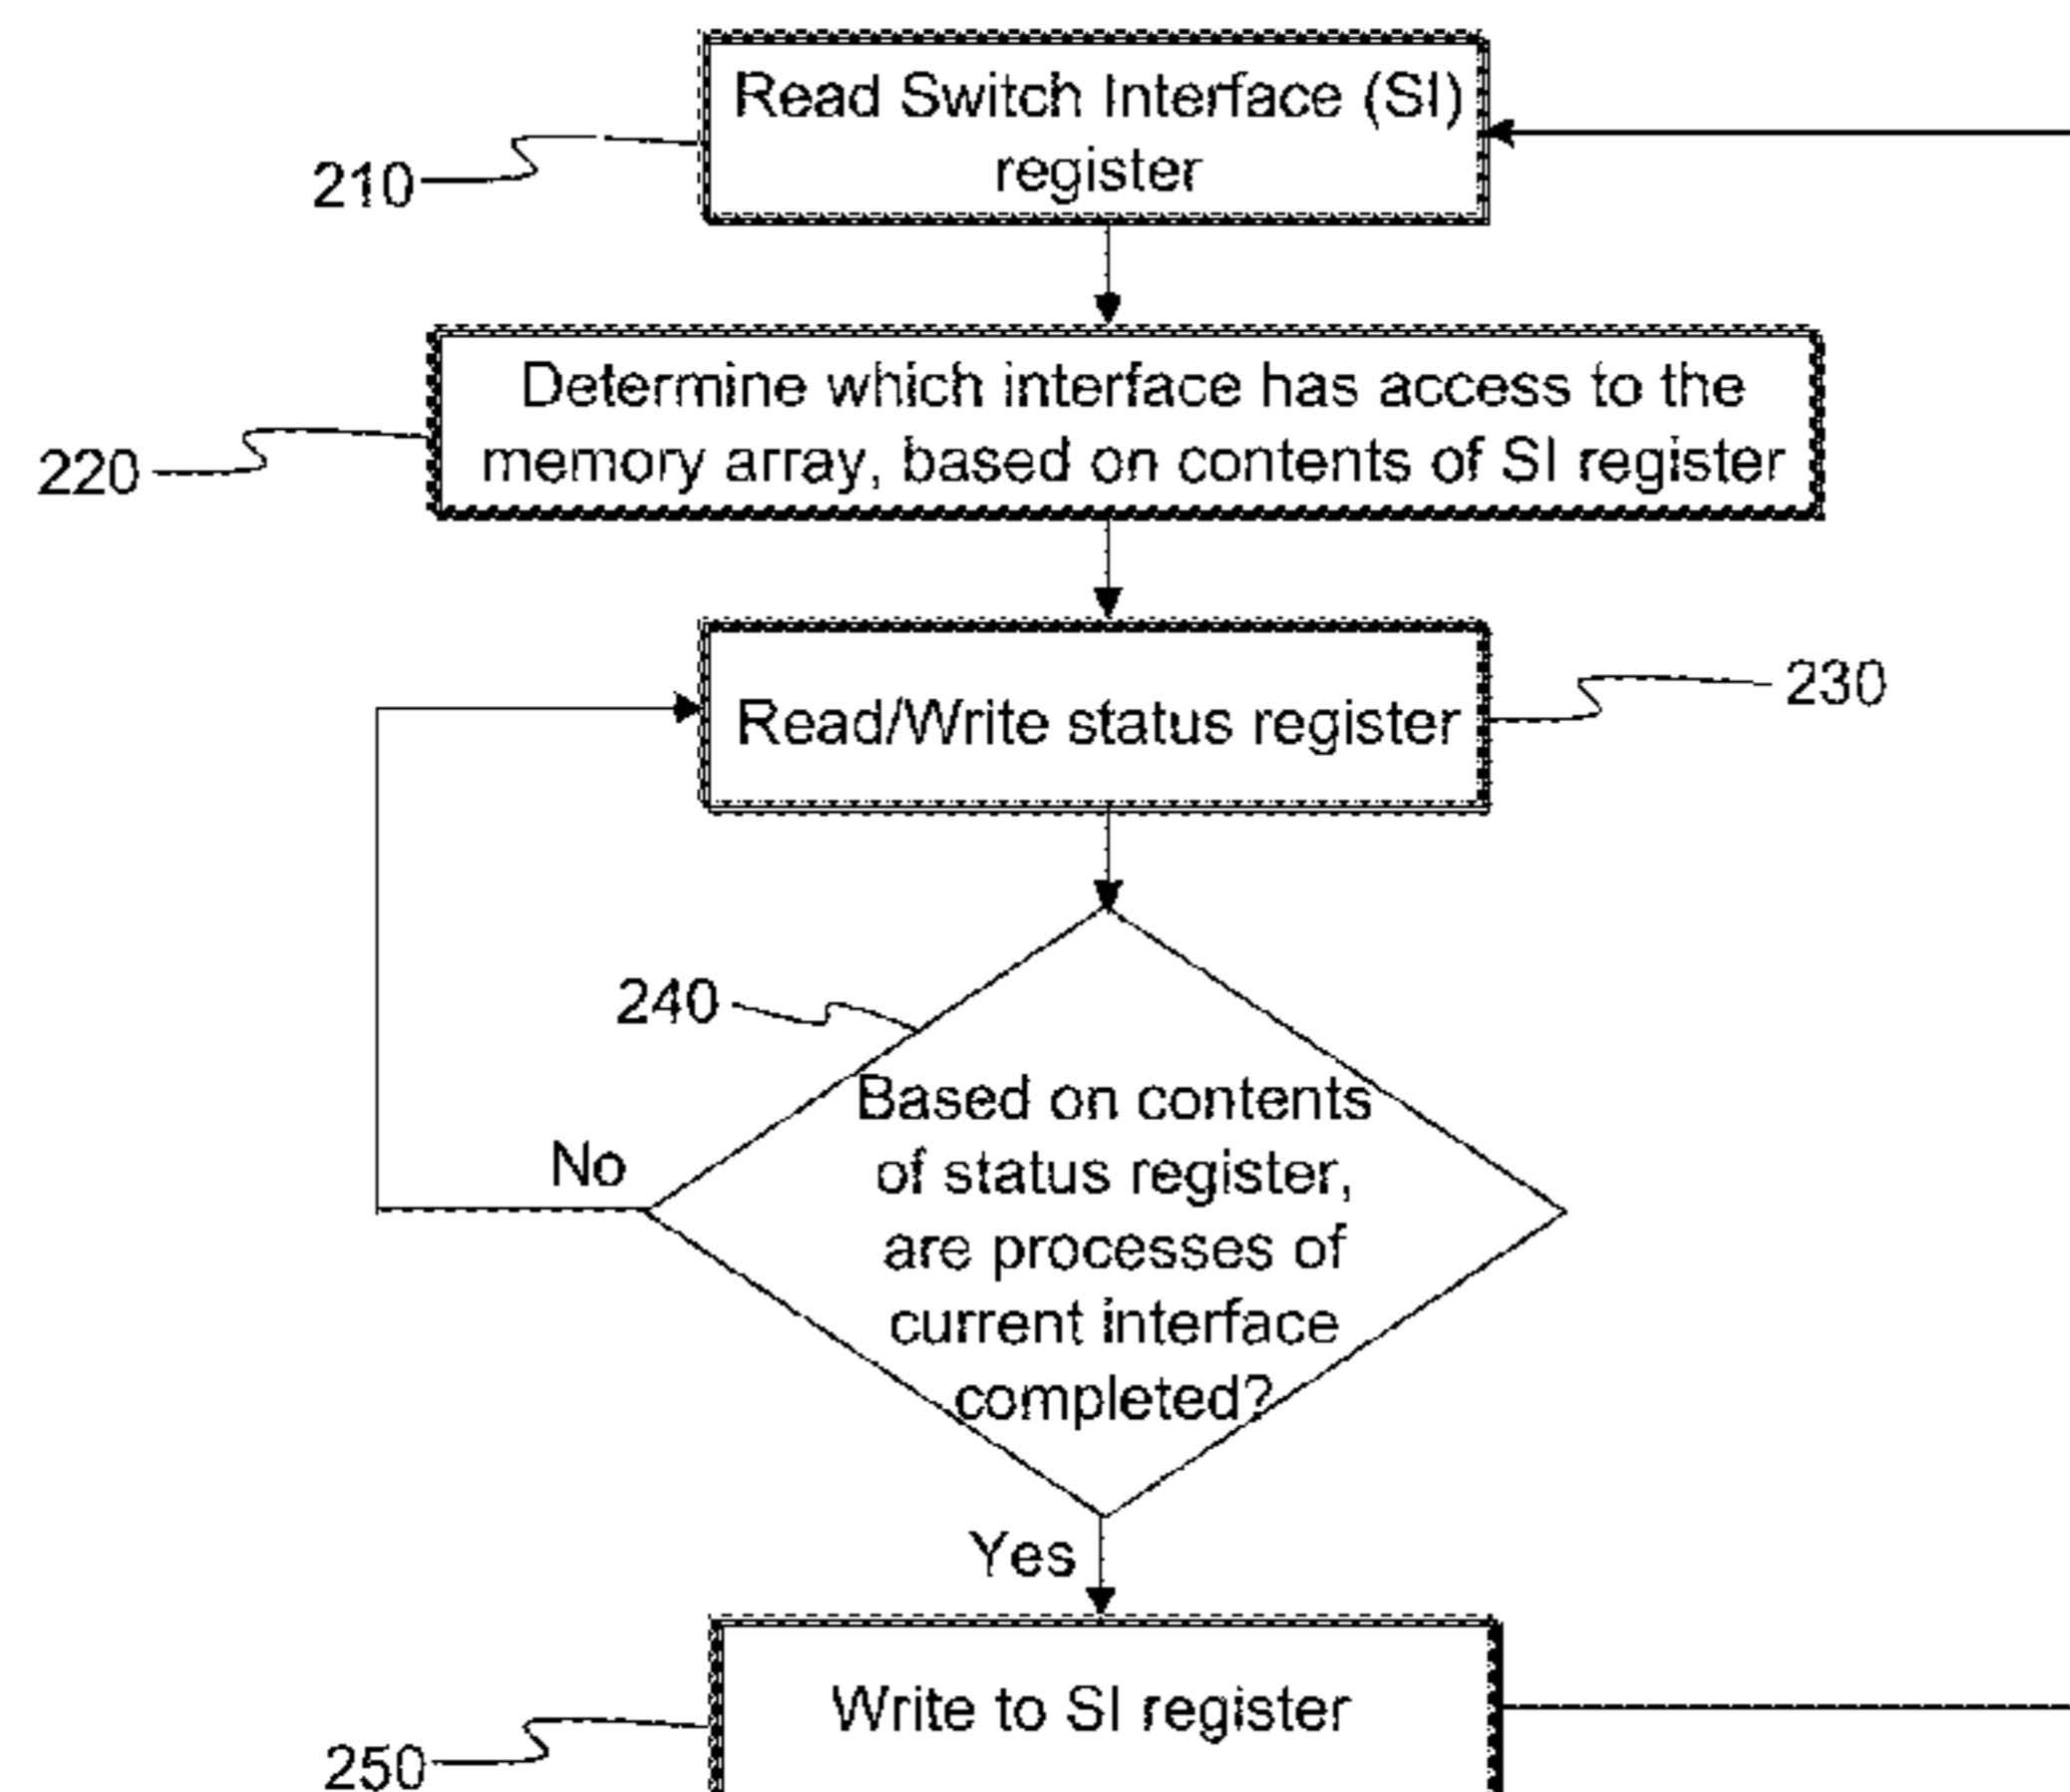 Read Switch Interface (SI)
register
210
Determine which interface has access to the
memory array, based on contents of SI register
220
Read/Write status register
230
240
Based on contents
of status register,
are processes of
current interface
completed?
No
Yes
Write to SI register
250